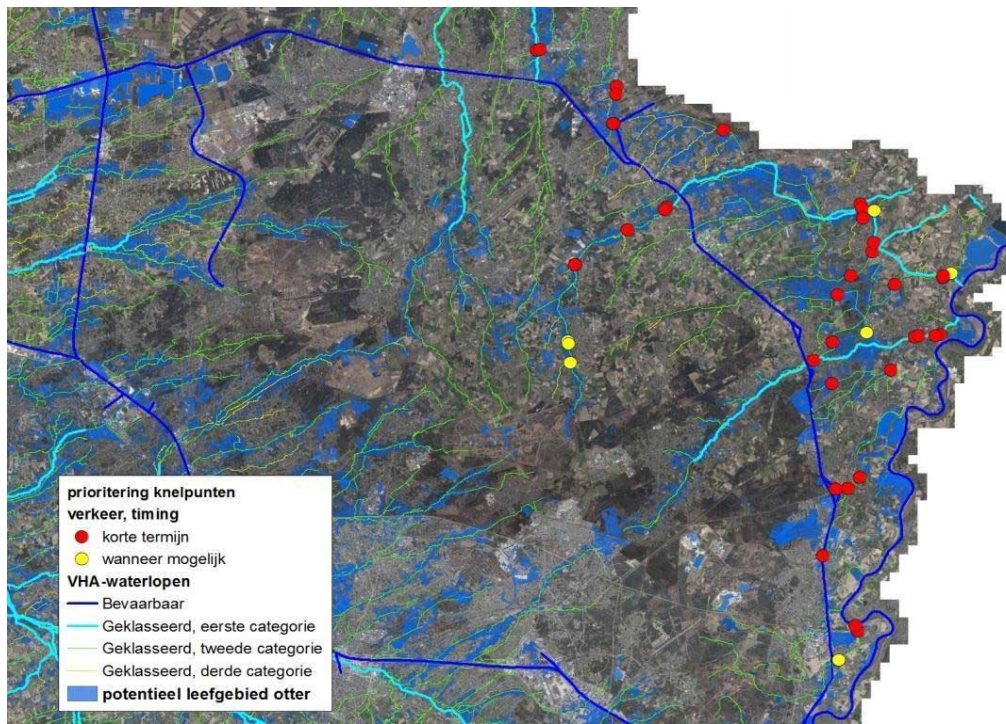 prioritering knelpunten
verkeer, timing
korte termijn
wanneer mogelijk
VHA-waterlopen
Bevaarbaar
Geklasseerd, eerste categorie
Geklasseerd, tweede categorie
Geklasseerd, derde categorie
potentieel leefgebied otter